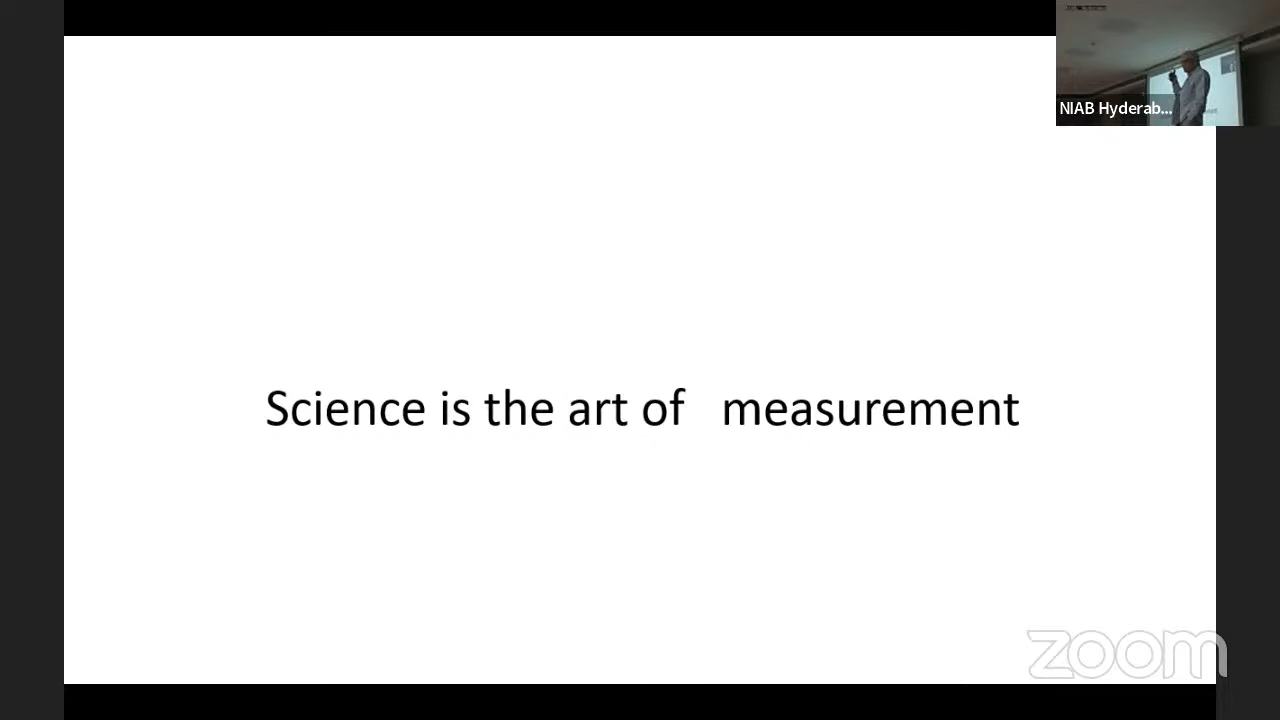 NIAB Hyderab...
Science is the art of measurement
zoom